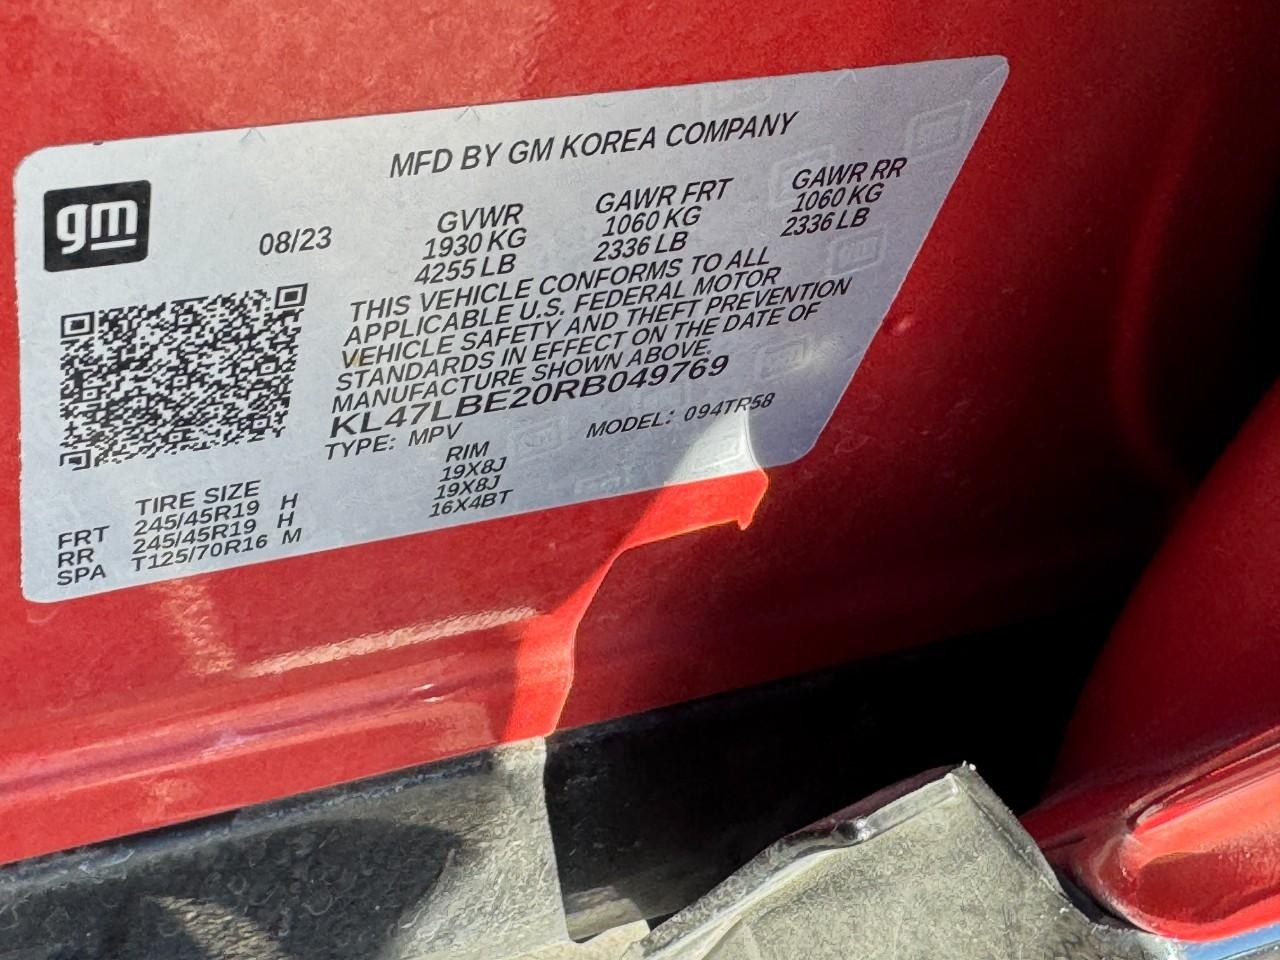 MFD BY GM KOREA COMPANY
gm
08/23
GVWR
1930 KG
4255 LB
GAWR FRT
1060 KG
2336 LB
GAWR RR
1060 KG
2336 LB
THIS VEHICLE CONFORMS TO ALL
APPLICABLE U.S. FEDERAL MOTOR
VEHICLE SAFETY AND THEFT PREVENTION
STANDARDS IN EFFECT ON THE DATE OF
MANUFACTURE SHOWN ABOVE.
KL47LBE20RB049769
TYPE: MPV MODEL: 094TR58
TIRE SIZE RIM
FRT 245/45R19 H 19X8J
RR 245/45R19 H 19X8J
SPA T125/70R16 M 16X4BT